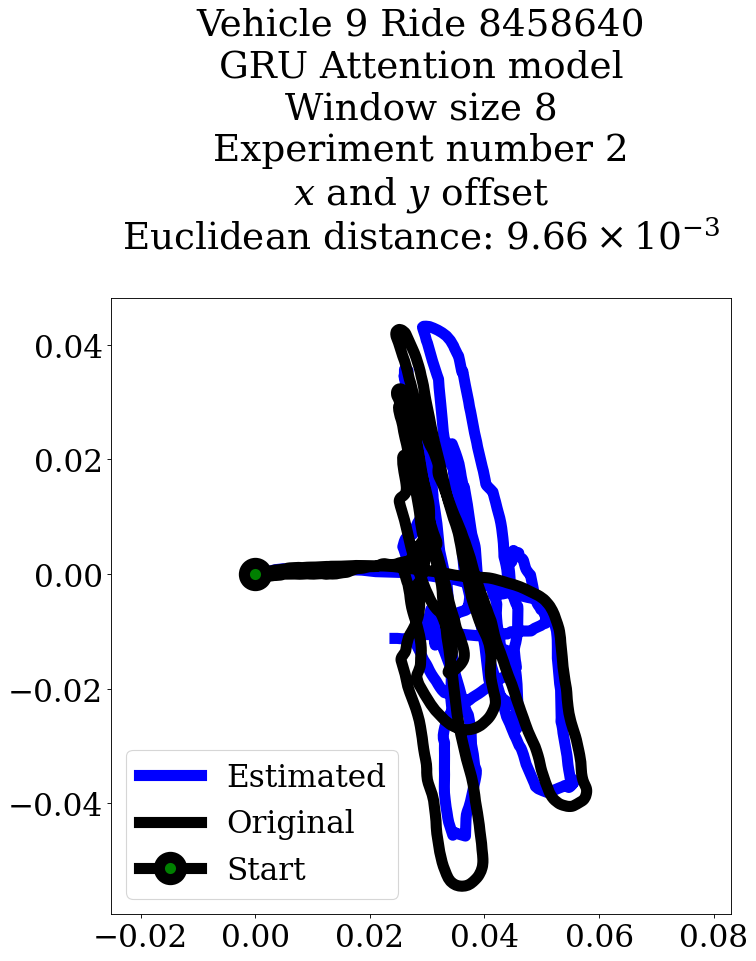 Vehicle 9 Ride 8458640
GRU Attention model
Window size 8
Experiment number 2
x and y offset
Euclidean distance: 9.66 × 10⁻³
0.04
0.02
0.00
−0.02
−0.04
Estimated
Original
Start
−0.02 0.00 0.02 0.04 0.06 0.08